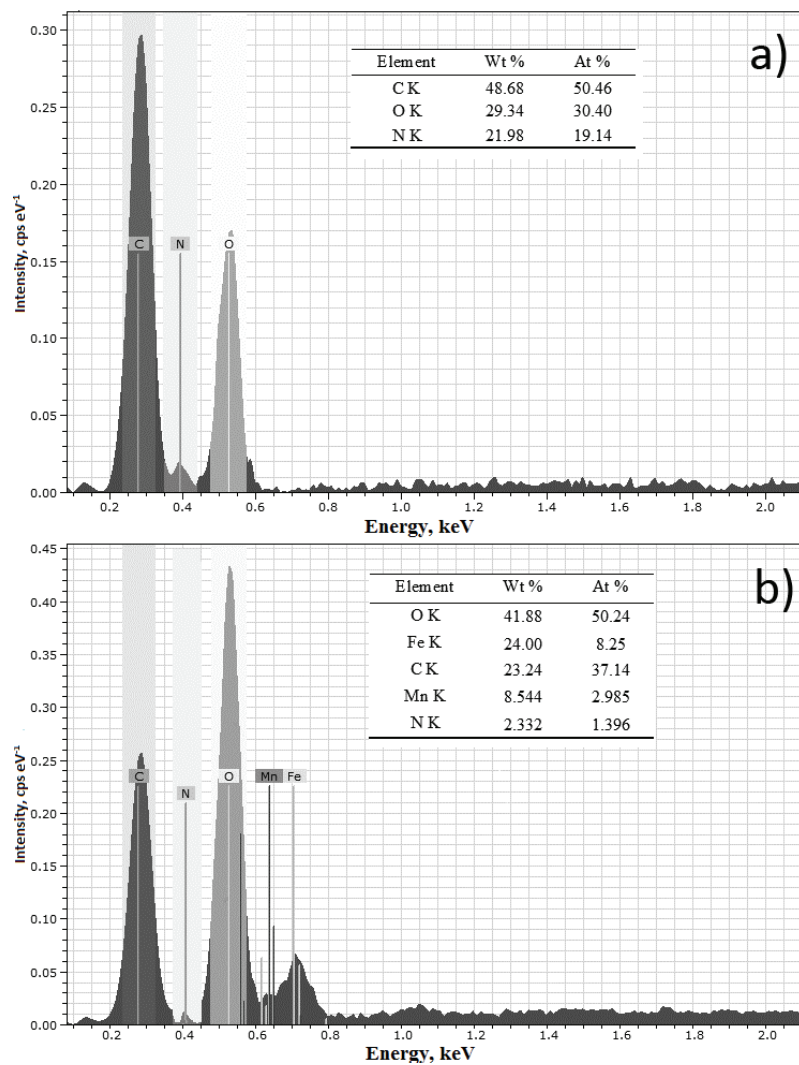 a)
Element Wt % At %
C K 48.68 50.46
O K 29.34 30.40
N K 21.98 19.14
0.30
0.25
0.20
0.15
0.10
0.05
0.00
Intensity, cps eV⁻¹
C N O
0.2 0.4 0.6 0.8 1.0 1.2 1.4 1.6 1.8 2.0
Energy, keV
b)
Element Wt % At %
O K 41.88 50.24
Fe K 24.00 8.25
C K 23.24 37.14
Mn K 8.544 2.985
N K 2.332 1.396
0.45
0.40
0.35
0.30
0.25
0.20
0.15
0.10
0.05
0.00
Intensity, cps eV⁻¹
C N O Mn Fe
0.2 0.4 0.6 0.8 1.0 1.2 1.4 1.6 1.8 2.0
Energy, keV